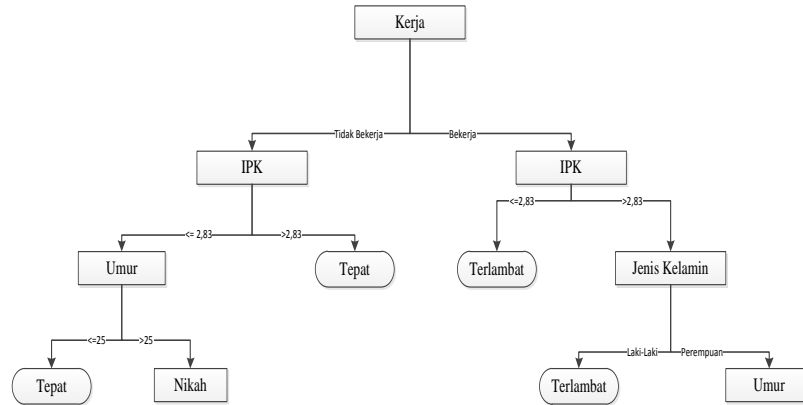 Kerja
Tidak Bekerja
Bekerja
IPK
IPK
<= 2,83
>2,83
<=2,83
>2,83
Umur
Tepat
Terlambat
Jenis Kelamin
<=25
>25
Laki-Laki
Perempuan
Tepat
Nikah
Terlambat
Umur